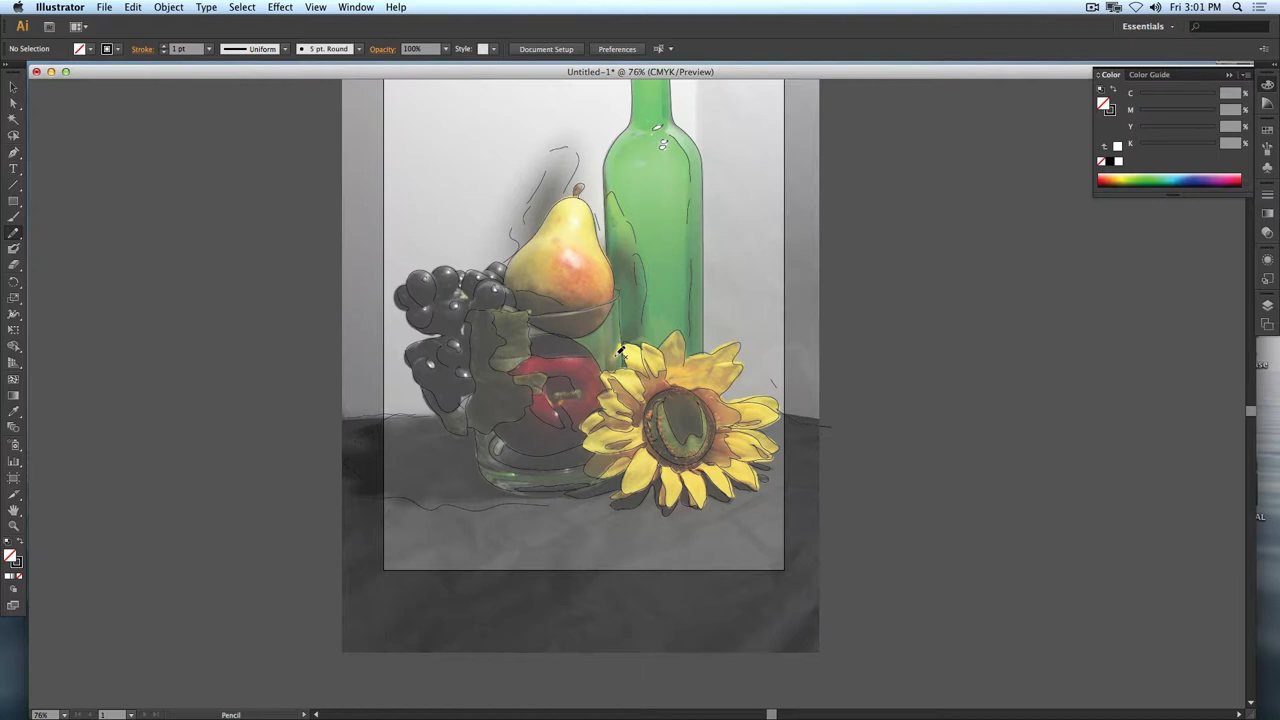 Illustrator File Edit Object Type Select Effect View Window Help Fri 3:01 PM
Ai Essentials
No Selection Stroke: 1 pt Uniform 5 pt. Round Opacity: 100% Style: Document Setup Preferences
Untitled-1* @ 76% (CMYK/Preview)
Color Color Guide
C %
M %
Y %
K %
76% 1 Pencil